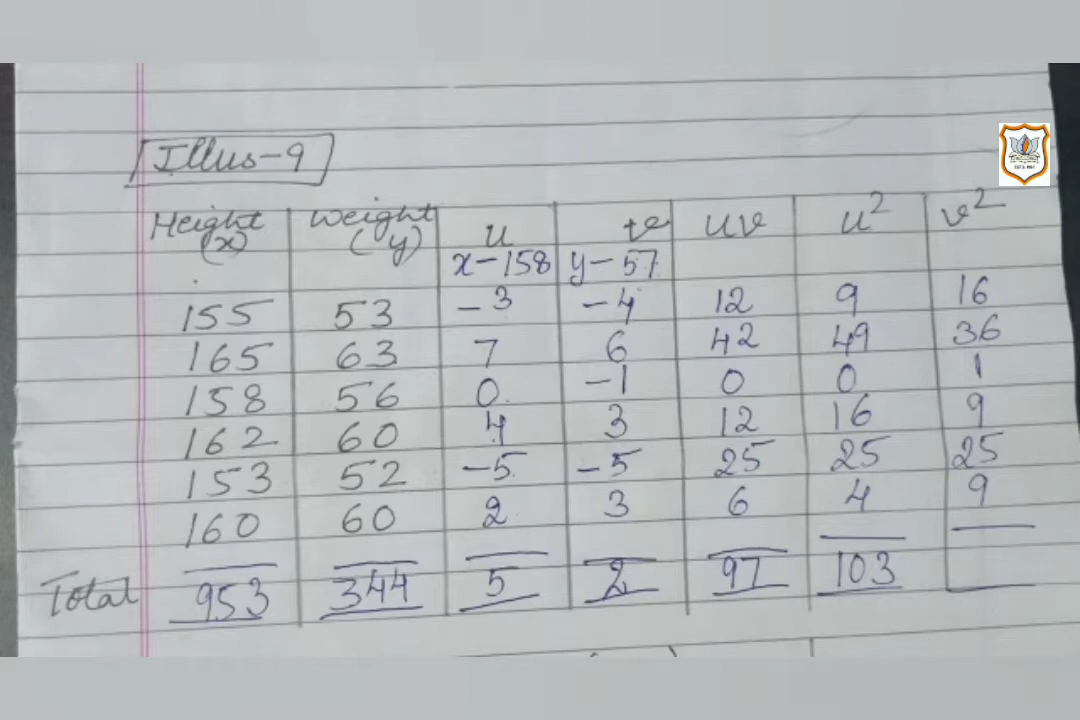 Illus-9
Height (x) Weight (y) u v uv u² v²
x-158 y-57
155 53 -3 -4 12 9 16
165 63 7 6 42 49 36
158 56 0 -1 0 0 1
162 60 4 3 12 16 9
153 52 -5 -5 25 25 25
160 60 2 3 6 4 9
Total 953 344 5 2 97 103